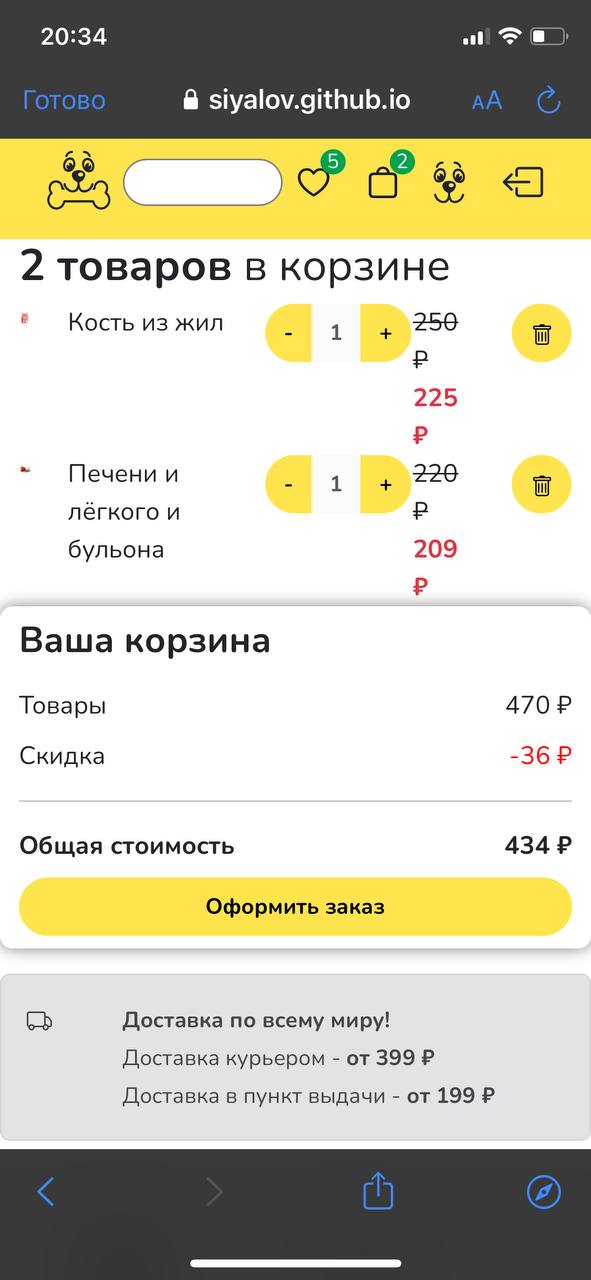 20:34
Готово
siyalov.github.io
AA
5
2
2 товаров в корзине
Кость из жил
- 1 +
250
₽
225
₽
Печени и
лёгкого и
бульона
- 1 +
220
₽
209
₽
Ваша корзина
Товары 470 ₽
Скидка -36 ₽
Общая стоимость 434 ₽
Оформить заказ
Доставка по всему миру!
Доставка курьером - от 399 ₽
Доставка в пункт выдачи - от 199 ₽